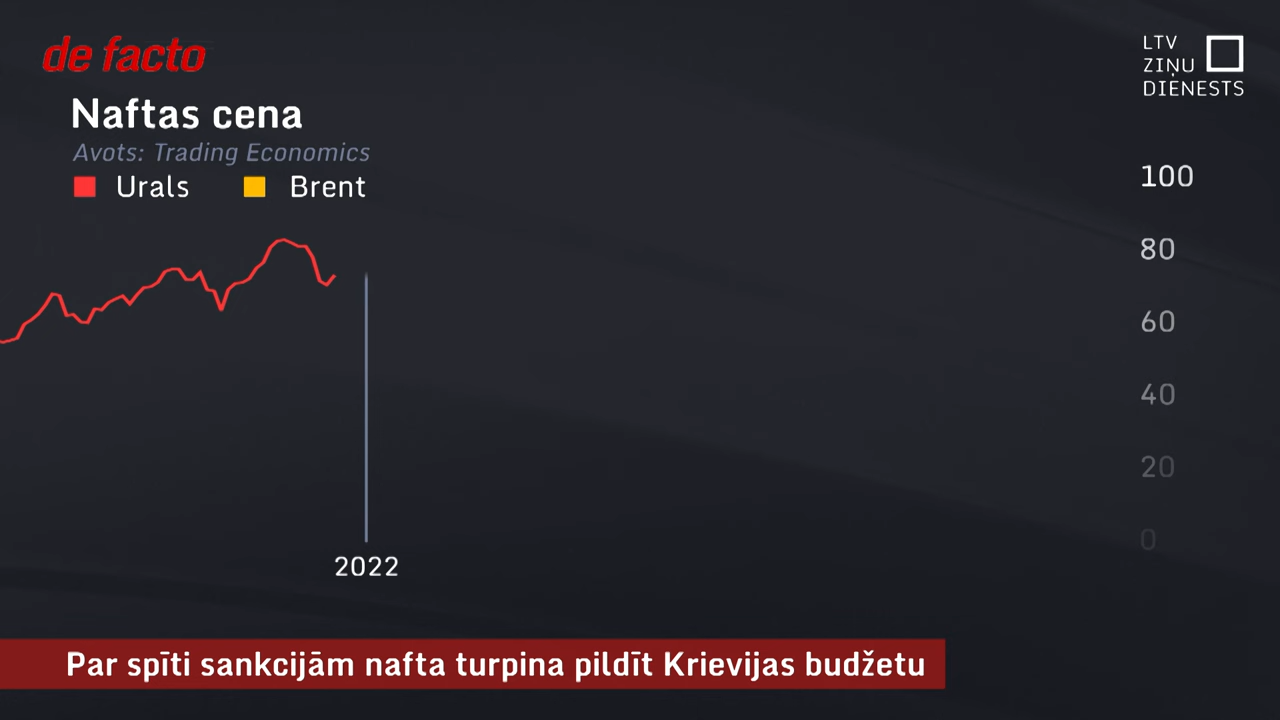 de facto
LTV
ZIŅU
DIENESTS
Naftas cena
Avots: Trading Economics
Urals Brent
100
80
60
40
20
0
2022
Par spīti sankcijām nafta turpina pildīt Krievijas budžetu